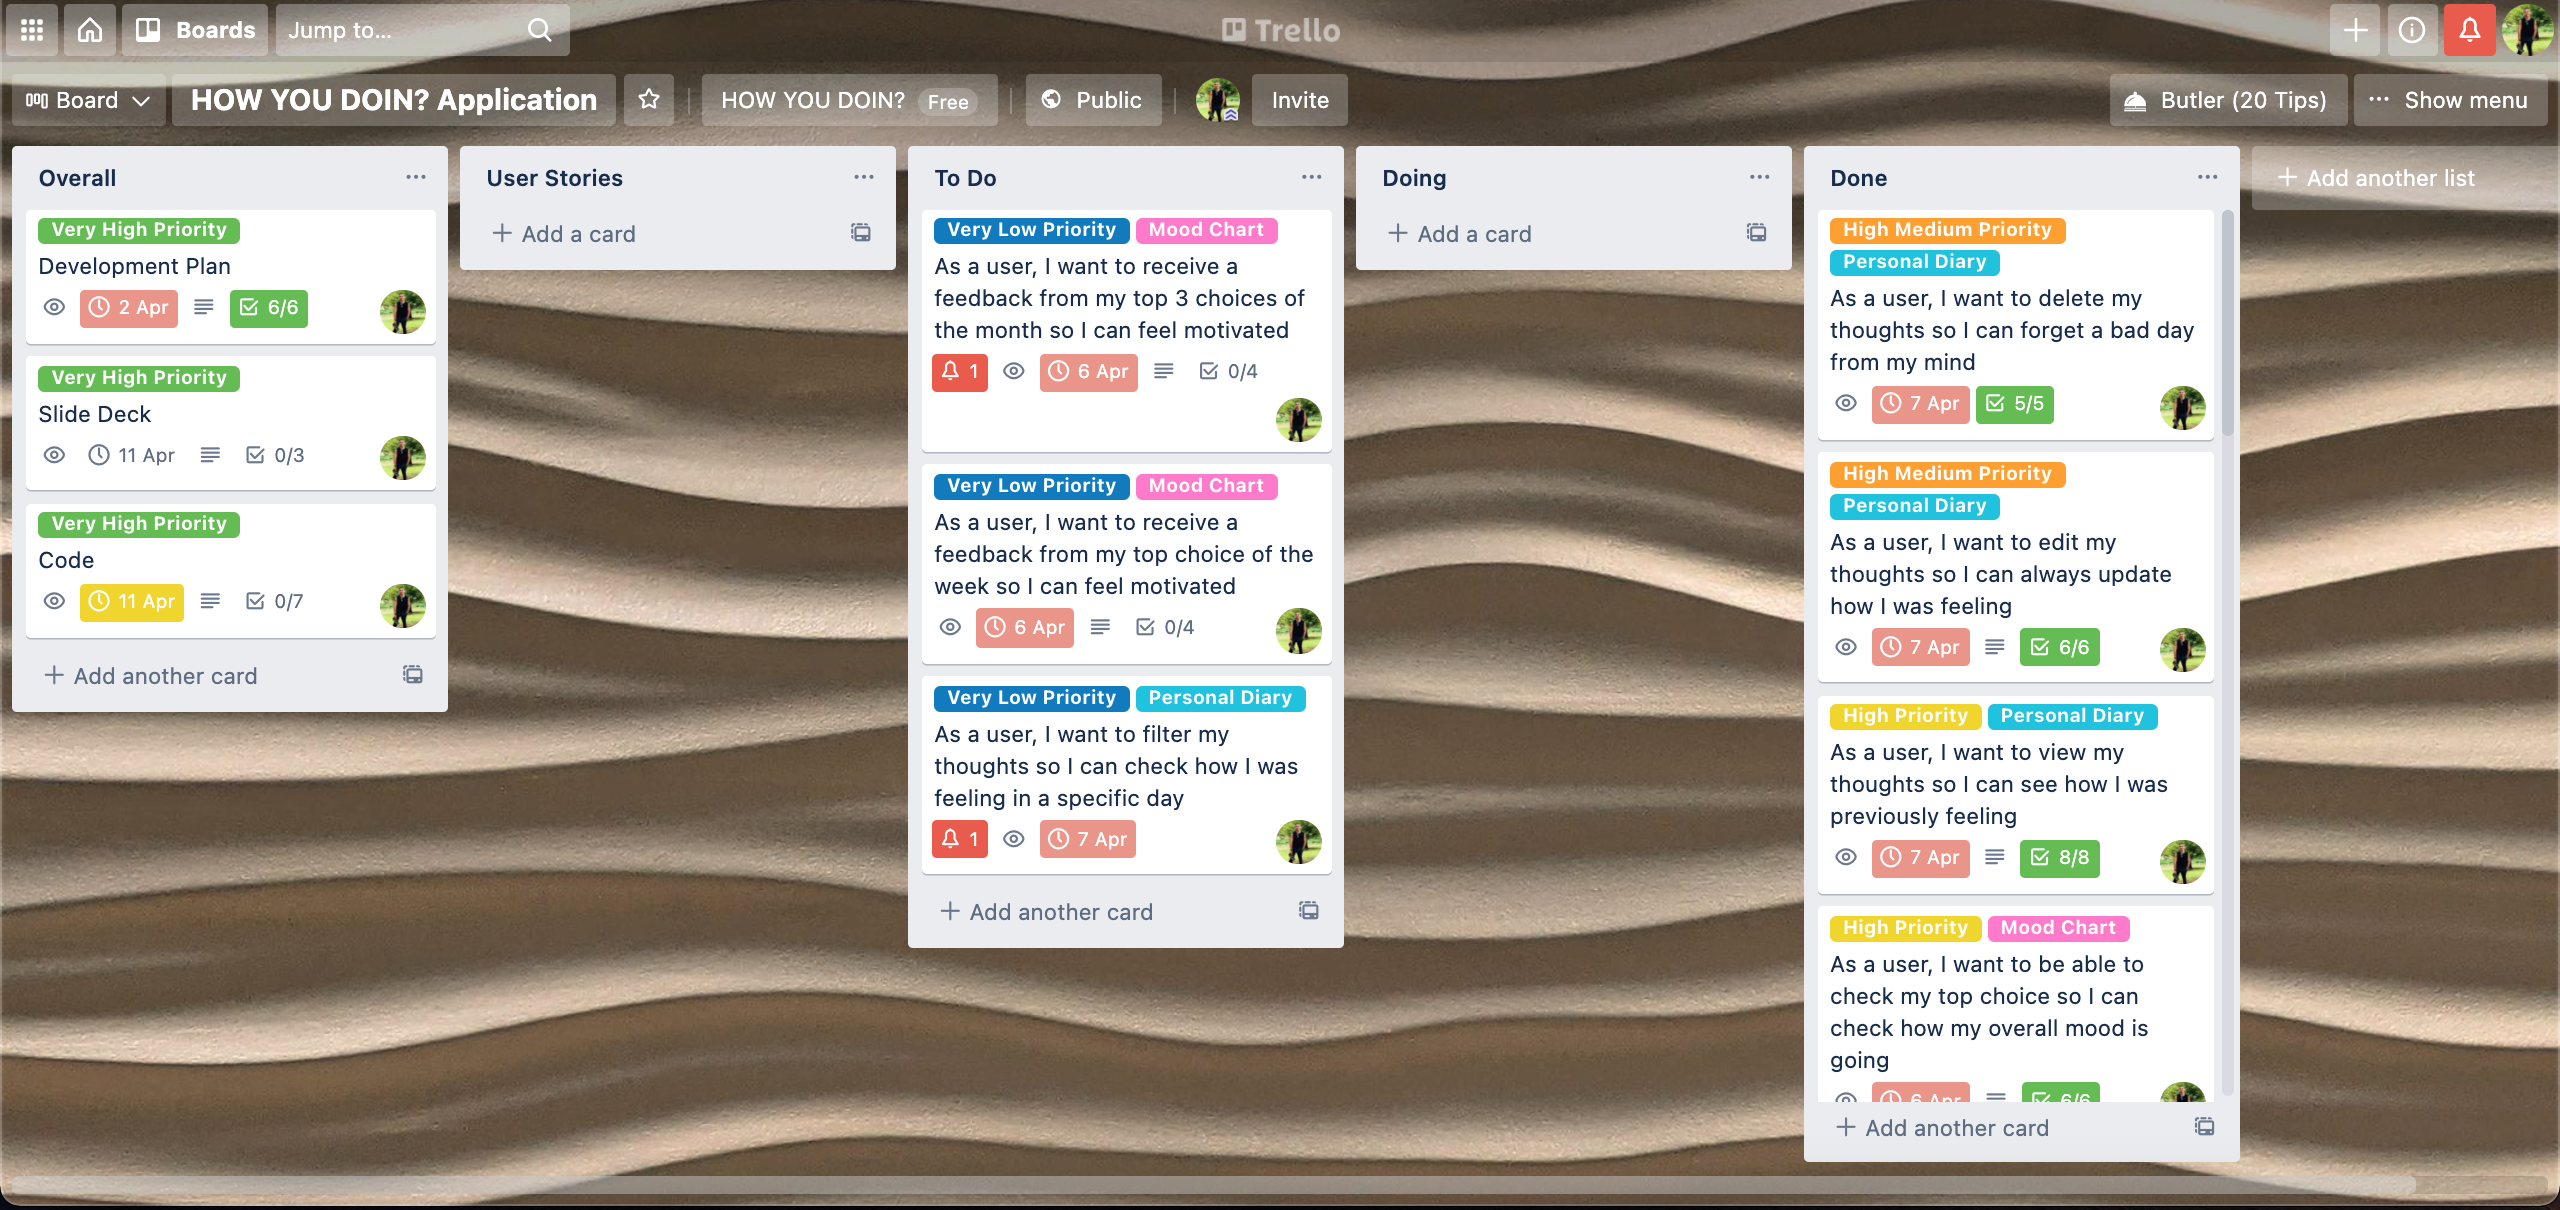 Boards
Jump to...
Trello
Board
HOW YOU DOIN? Application
HOW YOU DOIN? Free
Public
Invite
Butler (20 Tips)
... Show menu
Overall
Very High Priority
Development Plan
2 Apr
6/6
Very High Priority
Slide Deck
11 Apr
0/3
Very High Priority
Code
11 Apr
0/7
+ Add another card
User Stories
+ Add a card
To Do
Very Low Priority Mood Chart
As a user, I want to receive a
feedback from my top 3 choices of
the month so I can feel motivated
1
6 Apr
0/4
Very Low Priority Mood Chart
As a user, I want to receive a
feedback from my top choice of the
week so I can feel motivated
6 Apr
0/4
Very Low Priority Personal Diary
As a user, I want to filter my
thoughts so I can check how I was
feeling in a specific day
1
7 Apr
+ Add another card
Doing
+ Add a card
Done
High Medium Priority
Personal Diary
As a user, I want to delete my
thoughts so I can forget a bad day
from my mind
7 Apr
5/5
High Medium Priority
Personal Diary
As a user, I want to edit my
thoughts so I can always update
how I was feeling
7 Apr
6/6
High Priority Personal Diary
As a user, I want to view my
thoughts so I can see how I was
previously feeling
7 Apr
8/8
High Priority Mood Chart
As a user, I want to be able to
check my top choice so I can
check how my overall mood is
going
6 Apr
6/6
+ Add another card
+ Add another list